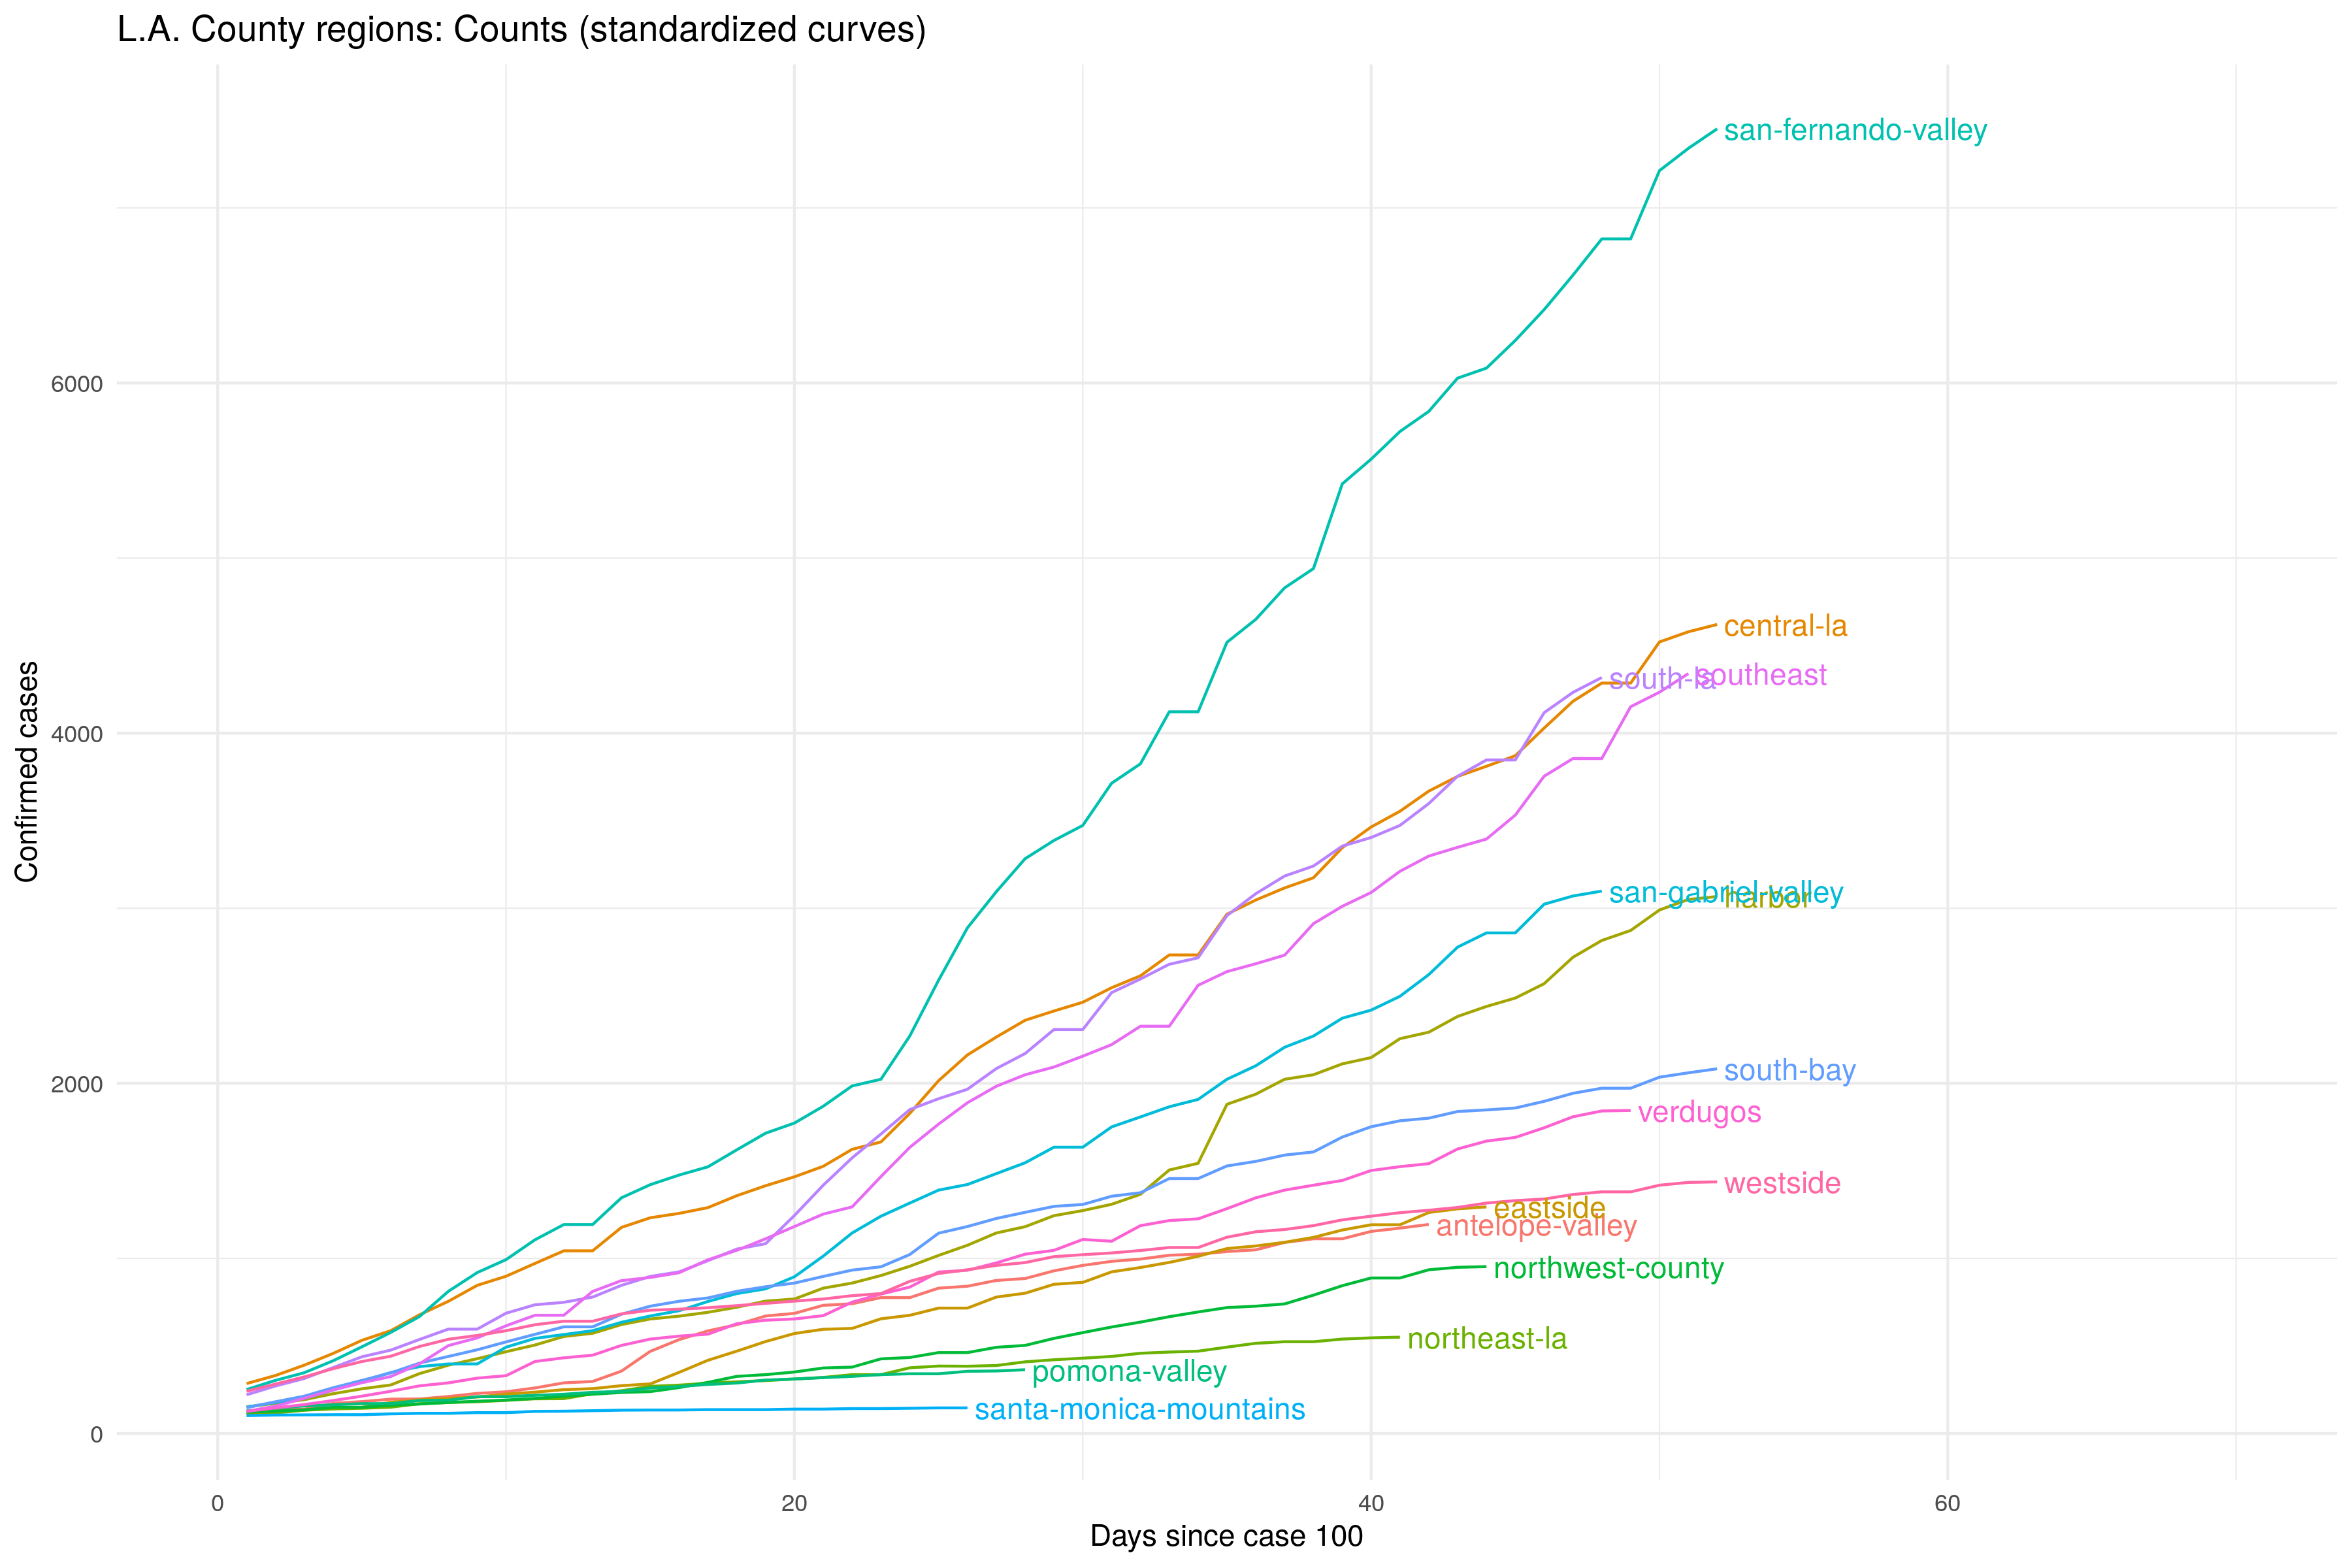 L.A. County regions: Counts (standardized curves)
san-fernando-valley
6000
central-la
south-la
southeast
4000
san-gabriel-valley
harbor
south-bay
2000
verdugos
westside
eastside
antelope-valley
northwest-county
northeast-la
pomona-valley
santa-monica-mountains
0
0 20 40 60
Days since case 100
Confirmed cases